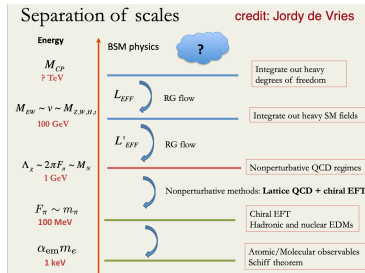 Separation of scales
credit: Jordy de Vries
Energy
BSM physics
?
M_CP
? TeV
Integrate out heavy
degrees of freedom
L_EFF
RG flow
M_EW ~ v ~ M_Z,W,H,t
100 GeV
Integrate out heavy SM fields
L'_EFF
RG flow
Λ_χ ~ 2πF_π ~ M_N
1 GeV
Nonperturbative QCD regimes
Nonperturbative methods: Lattice QCD + chiral EFT
F_π ~ m_π
100 MeV
Chiral EFT
Hadronic and nuclear EDMs
α_em m_e
1 keV
Atomic/Molecular observables
Schiff theorem